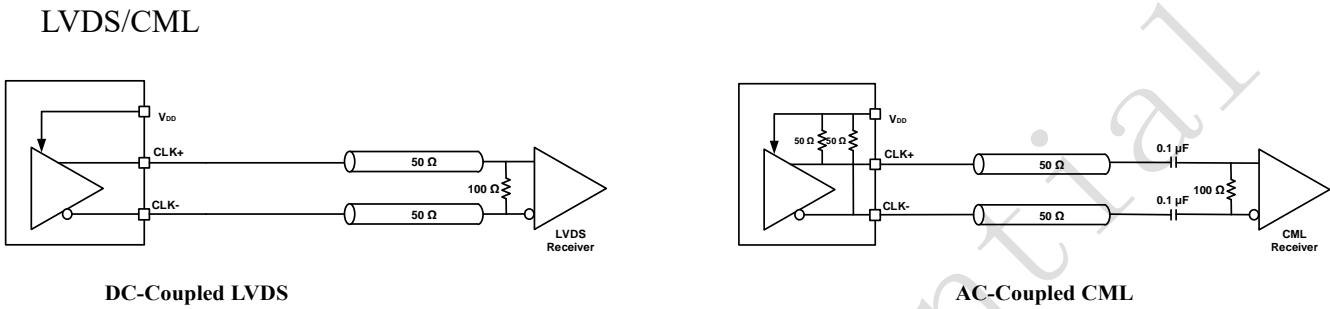 LVDS/CML
VDD
CLK+
50 Ω
100 Ω
CLK-
50 Ω
LVDS
Receiver
DC-Coupled LVDS
VDD
50 Ω 50 Ω
CLK+
0.1 µF
50 Ω
100 Ω
CLK-
0.1 µF
50 Ω
CML
Receiver
AC-Coupled CML
ntial